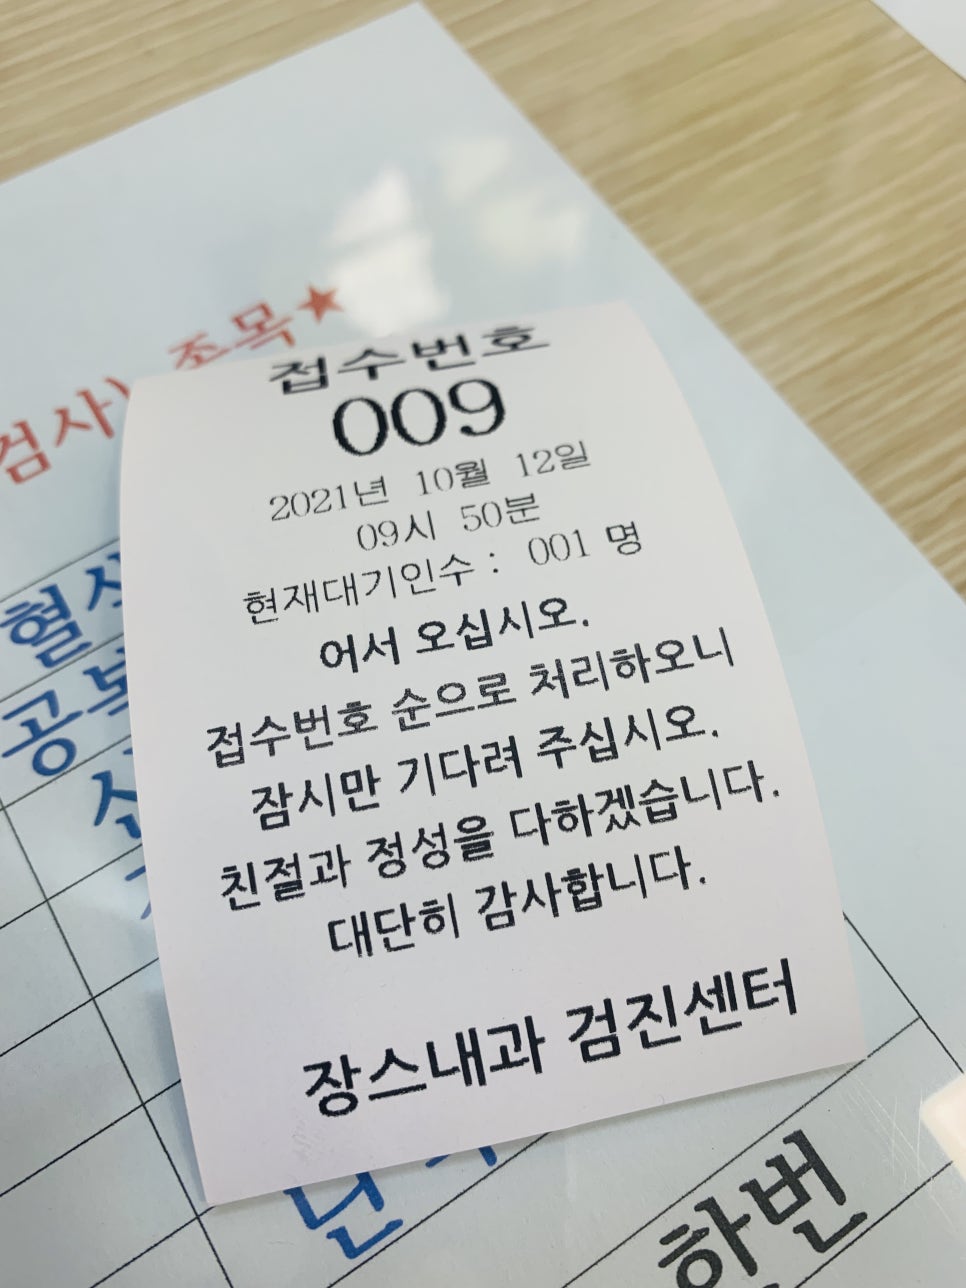 조목★
검사)
접수번호
009
2021년 10월 12일
09시 50분
현재대기인수 : 001 명
어서 오십시오.
접수번호 순으로 처리하오니
잠시만 기다려 주십시오.
친절과 정성을 다하겠습니다.
대단히 감사합니다.
장스내과 검진센터
한번